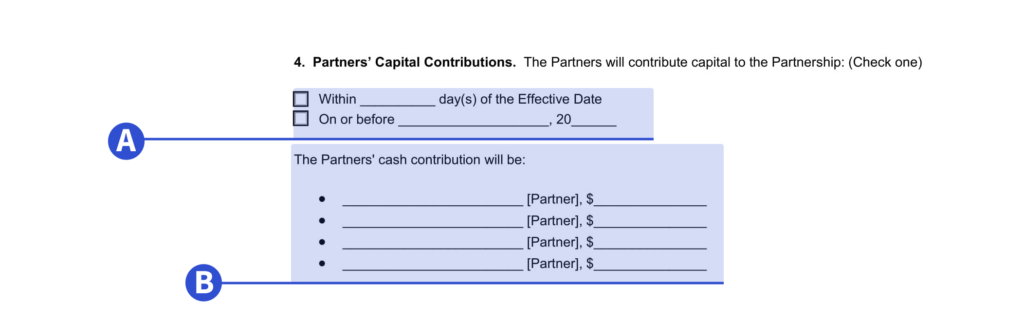 4. Partners’ Capital Contributions. The Partners will contribute capital to the Partnership: (Check one)
Within __________ day(s) of the Effective Date
On or before ____________________, 20______
A
The Partners' cash contribution will be:
• ________________________ [Partner], $_______________
• ________________________ [Partner], $_______________
• ________________________ [Partner], $_______________
• ________________________ [Partner], $_______________
B